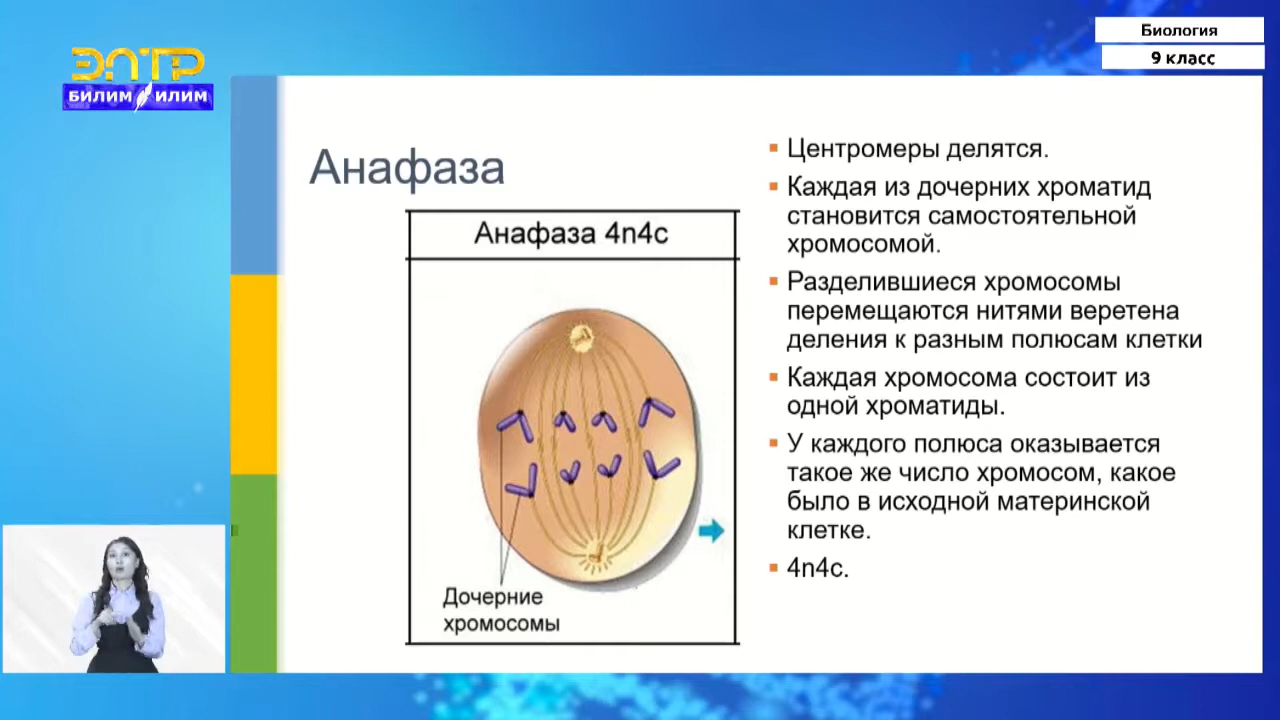 ЭЛТР
БИЛИМ ИЛИМ
Биология
9 класс
Анафаза
Анафаза 4n4c
Дочерние
хромосомы
Центромеры делятся.
Каждая из дочерних хроматид
становится самостоятельной
хромосомой.
Разделившиеся хромосомы
перемещаются нитями веретена
деления к разным полюсам клетки
Каждая хромосома состоит из
одной хроматиды.
У каждого полюса оказывается
такое же число хромосом, какое
было в исходной материнской
клетке.
4n4c.